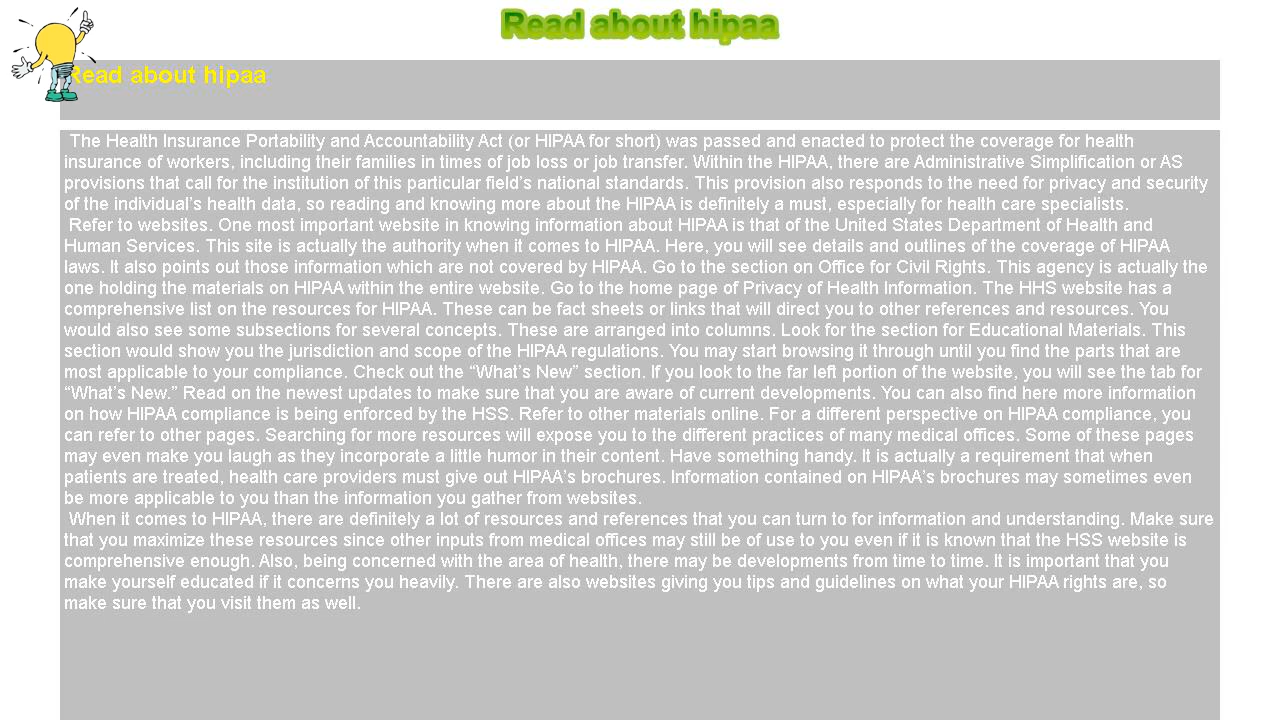 Read about hipaa
Read about hipaa
The Health Insurance Portability and Accountability Act (or HIPAA for short) was passed and enacted to protect the coverage for health
insurance of workers, including their families in times of job loss or job transfer. Within the HIPAA, there are Administrative Simplification or AS
provisions that call for the institution of this particular field’s national standards. This provision also responds to the need for privacy and security
of the individual’s health data, so reading and knowing more about the HIPAA is definitely a must, especially for health care specialists.
Refer to websites. One most important website in knowing information about HIPAA is that of the United States Department of Health and
Human Services. This site is actually the authority when it comes to HIPAA. Here, you will see details and outlines of the coverage of HIPAA
laws. It also points out those information which are not covered by HIPAA. Go to the section on Office for Civil Rights. This agency is actually the
one holding the materials on HIPAA within the entire website. Go to the home page of Privacy of Health Information. The HHS website has a
comprehensive list on the resources for HIPAA. These can be fact sheets or links that will direct you to other references and resources. You
would also see some subsections for several concepts. These are arranged into columns. Look for the section for Educational Materials. This
section would show you the jurisdiction and scope of the HIPAA regulations. You may start browsing it through until you find the parts that are
most applicable to your compliance. Check out the “What’s New” section. If you look to the far left portion of the website, you will see the tab for
“What’s New.” Read on the newest updates to make sure that you are aware of current developments. You can also find here more information
on how HIPAA compliance is being enforced by the HSS. Refer to other materials online. For a different perspective on HIPAA compliance, you
can refer to other pages. Searching for more resources will expose you to the different practices of many medical offices. Some of these pages
may even make you laugh as they incorporate a little humor in their content. Have something handy. It is actually a requirement that when
patients are treated, health care providers must give out HIPAA’s brochures. Information contained on HIPAA’s brochures may sometimes even
be more applicable to you than the information you gather from websites.
When it comes to HIPAA, there are definitely a lot of resources and references that you can turn to for information and understanding. Make sure
that you maximize these resources since other inputs from medical offices may still be of use to you even if it is known that the HSS website is
comprehensive enough. Also, being concerned with the area of health, there may be developments from time to time. It is important that you
make yourself educated if it concerns you heavily. There are also websites giving you tips and guidelines on what your HIPAA rights are, so
make sure that you visit them as well.